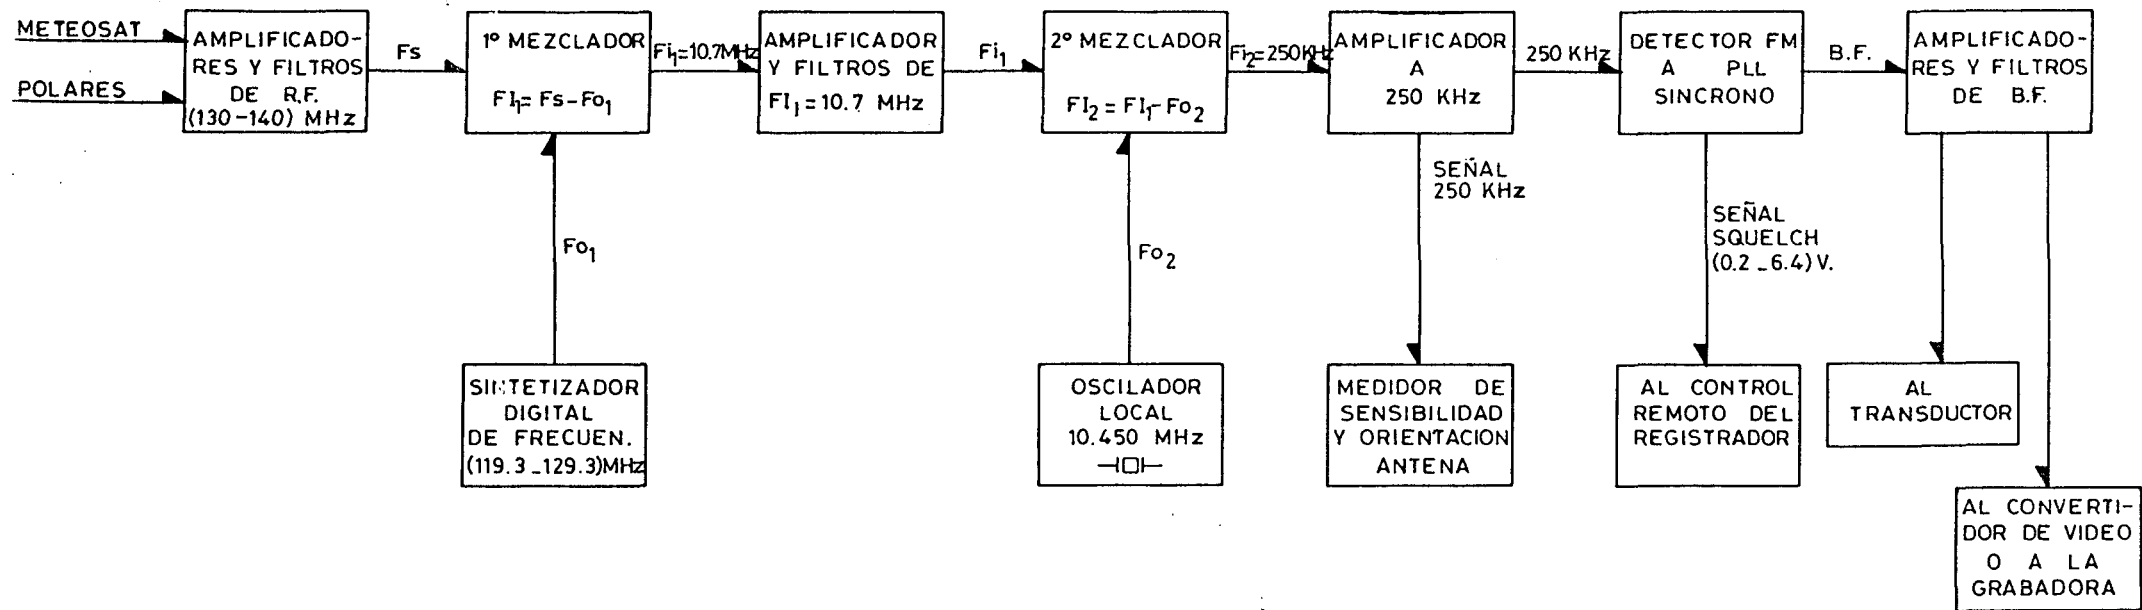 METEOSAT
POLARES
AMPLIFICADO-
RES Y FILTROS
DE R.F.
(130-140) MHz
Fs
1º MEZCLADOR
FI1= Fs-Fo1
Fi1=10.7MHz
AMPLIFICADOR
Y FILTROS DE
FI1=10.7 MHz
Fi1
2º MEZCLADOR
FI2=FI1-Fo2
Fi2=250KHz
AMPLIFICADOR
A
250 KHz
250 KHz
DETECTOR FM
A PLL
SINCRONO
B.F.
AMPLIFICADO-
RES Y FILTROS
DE B.F.
Fo1
Fo2
SEÑAL
250 KHz
SEÑAL
SQUELCH
(0.2_6.4) V.
SINTETIZADOR
DIGITAL
DE FRECUEN.
(119.3_129.3)MHz
OSCILADOR
LOCAL
10.450 MHz
MEDIDOR DE
SENSIBILIDAD
Y ORIENTACION
ANTENA
AL CONTROL
REMOTO DEL
REGISTRADOR
AL
TRANSDUCTOR
AL CONVERTI-
DOR DE VIDEO
O A LA
GRABADORA